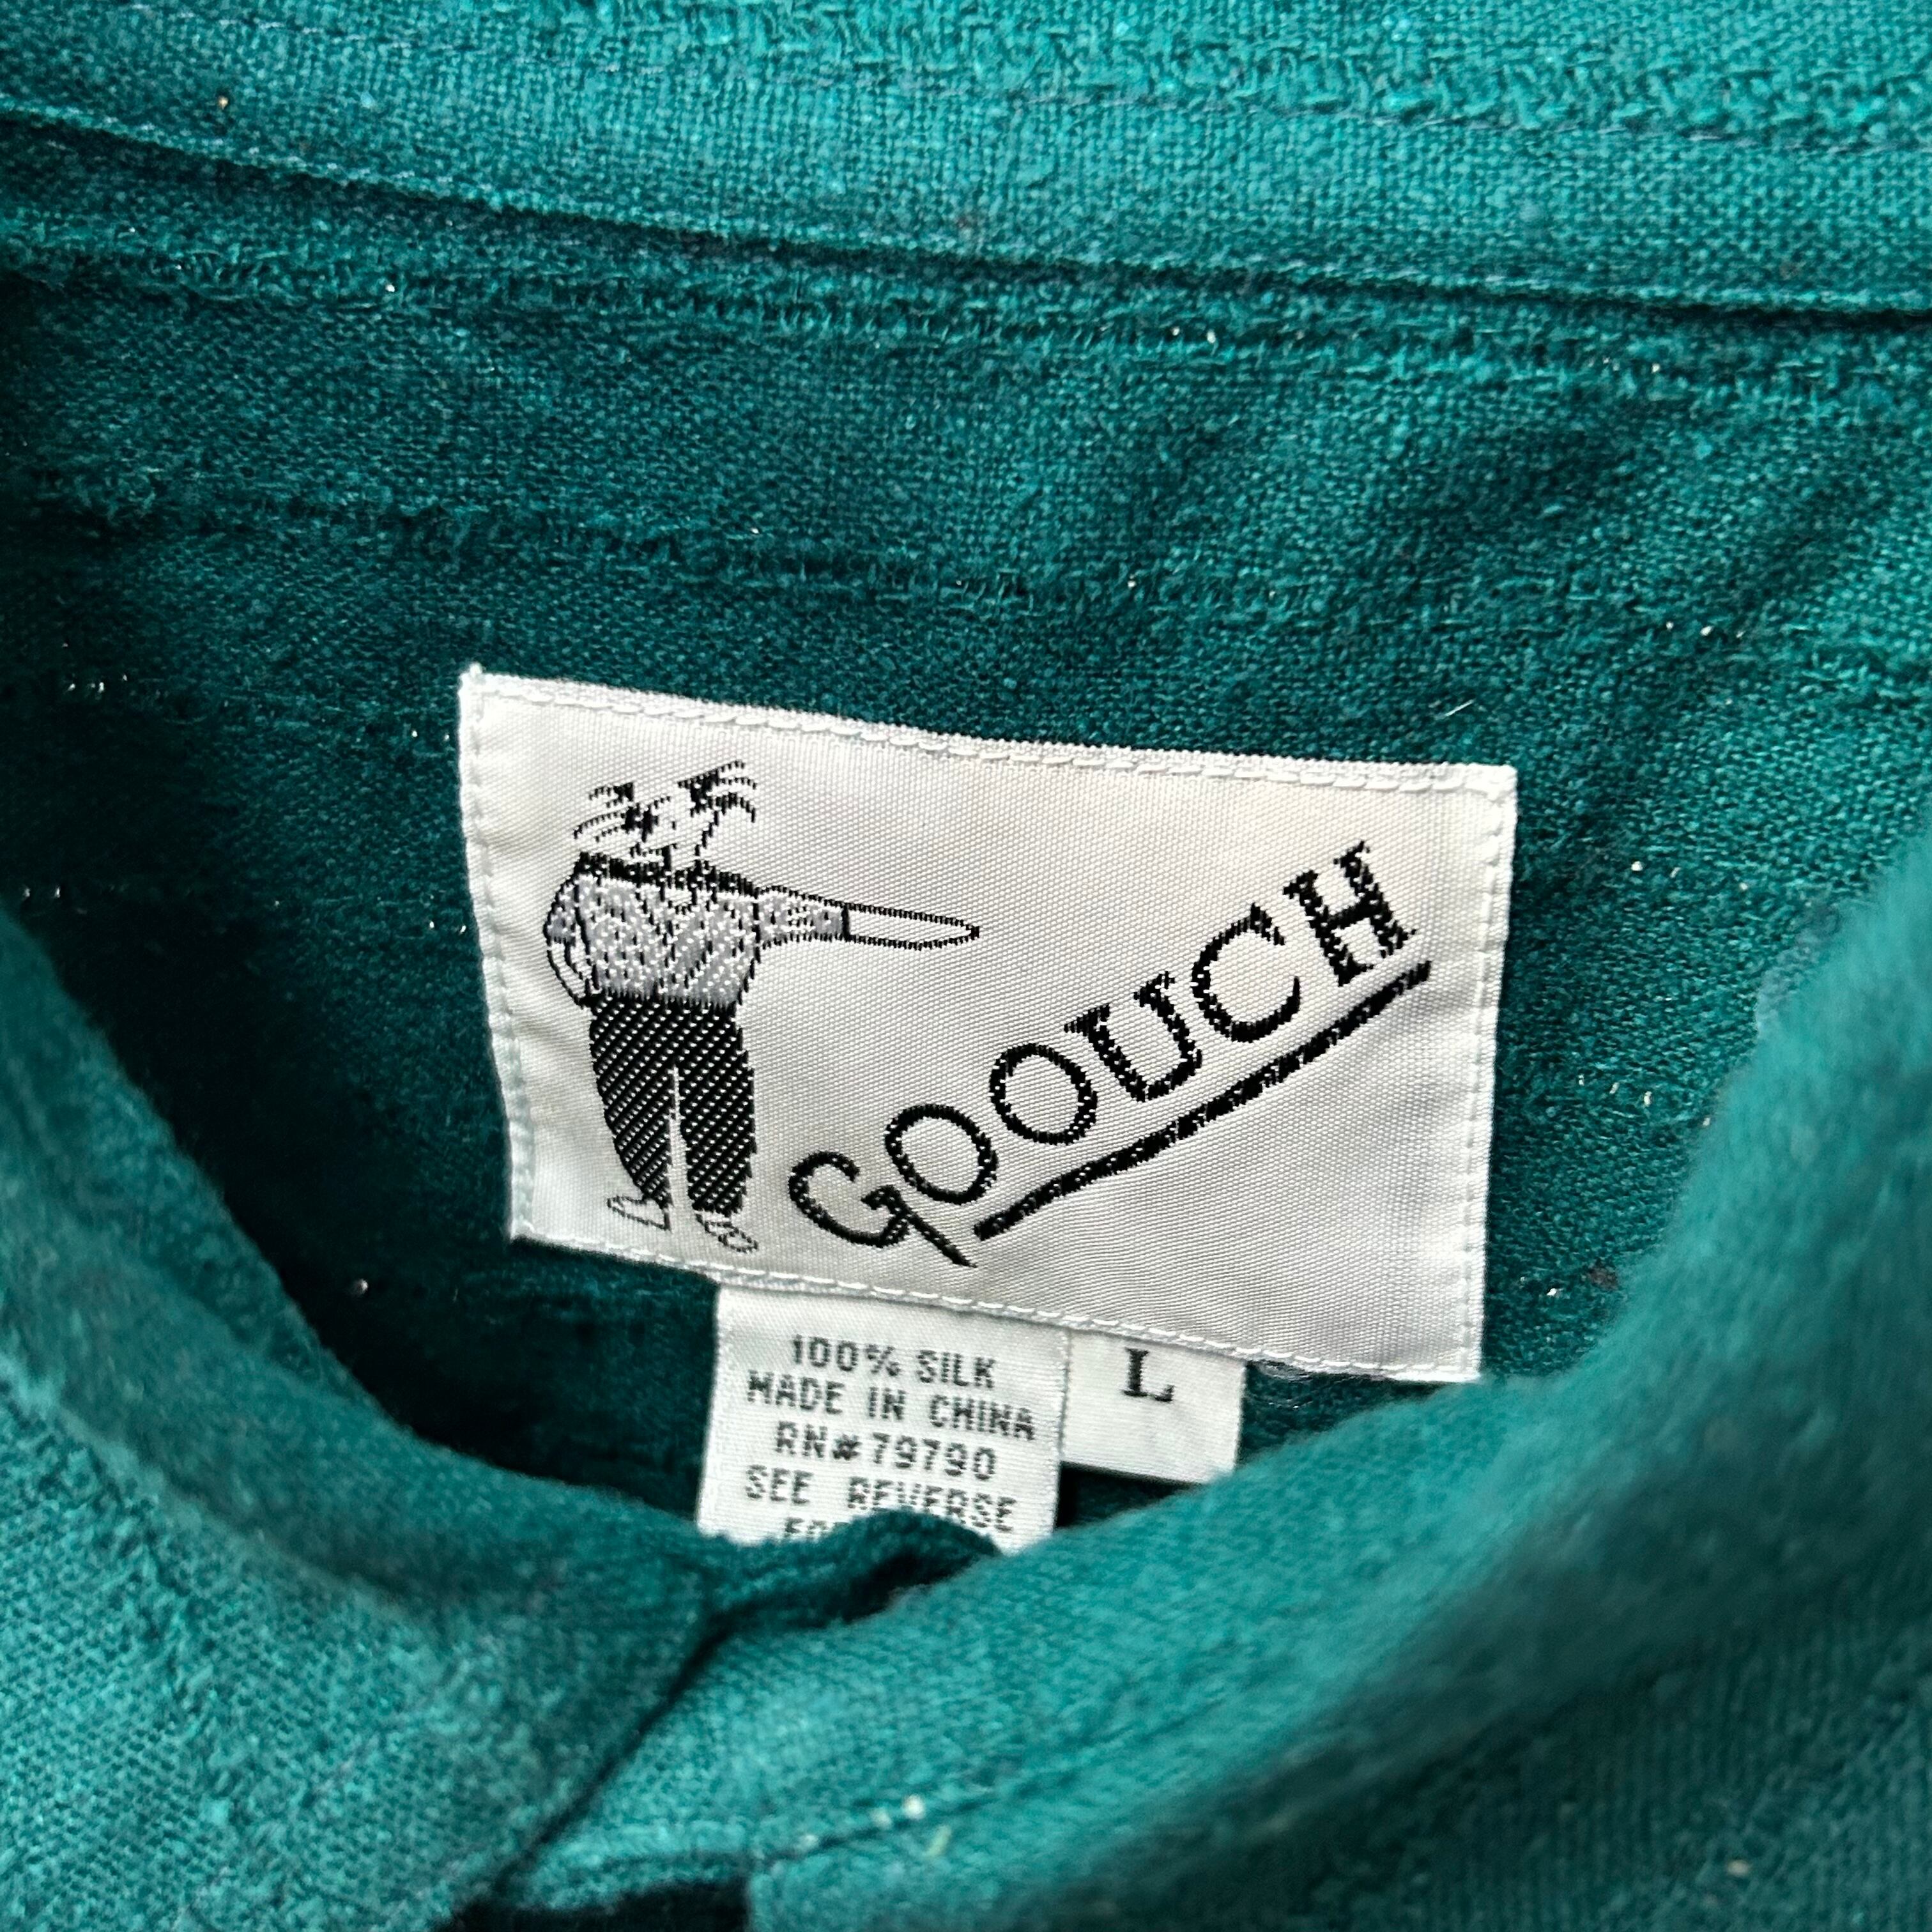 GOOUCH
100% SILK
MADE IN CHINA
RN#79790
SEE REVERSE
L